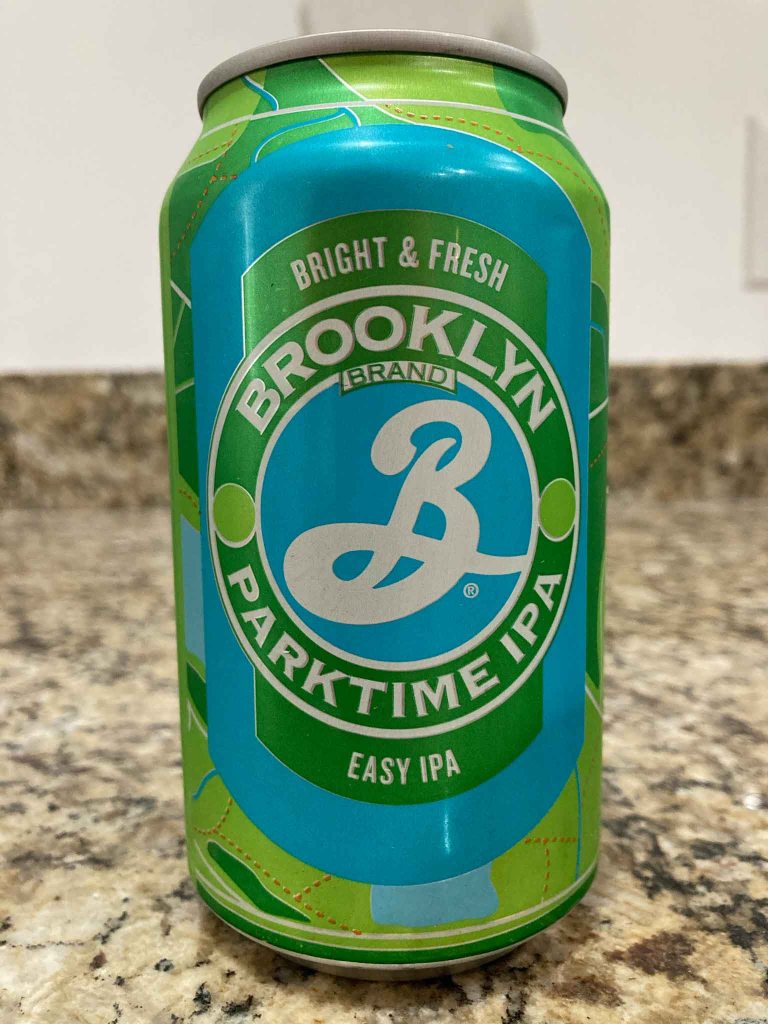 BRIGHT & FRESH
BROOKLYN
BRAND
B
®
PARKTIME IPA
EASY IPA